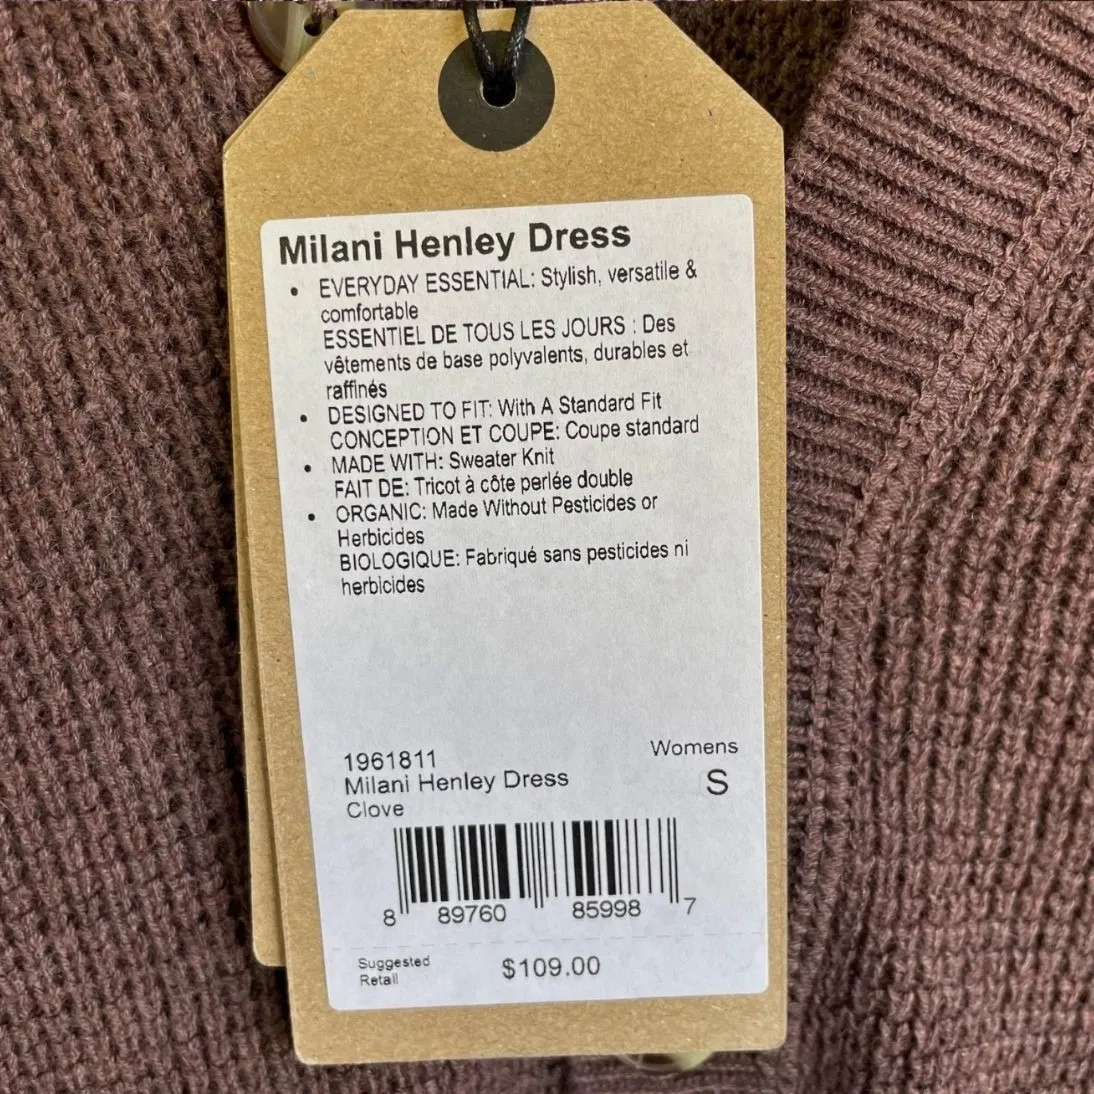 Milani Henley Dress
• EVERYDAY ESSENTIAL: Stylish, versatile &
comfortable
ESSENTIEL DE TOUS LES JOURS : Des
vêtements de base polyvalents, durables et
raffinés
• DESIGNED TO FIT: With A Standard Fit
CONCEPTION ET COUPE: Coupe standard
• MADE WITH: Sweater Knit
FAIT DE: Tricot à côte perlée double
• ORGANIC: Made Without Pesticides or
Herbicides
BIOLOGIQUE: Fabriqué sans pesticides ni
herbicides
1961811
Milani Henley Dress
Clove
Womens
S
8 89760 85998 7
Suggested
Retail
$109.00